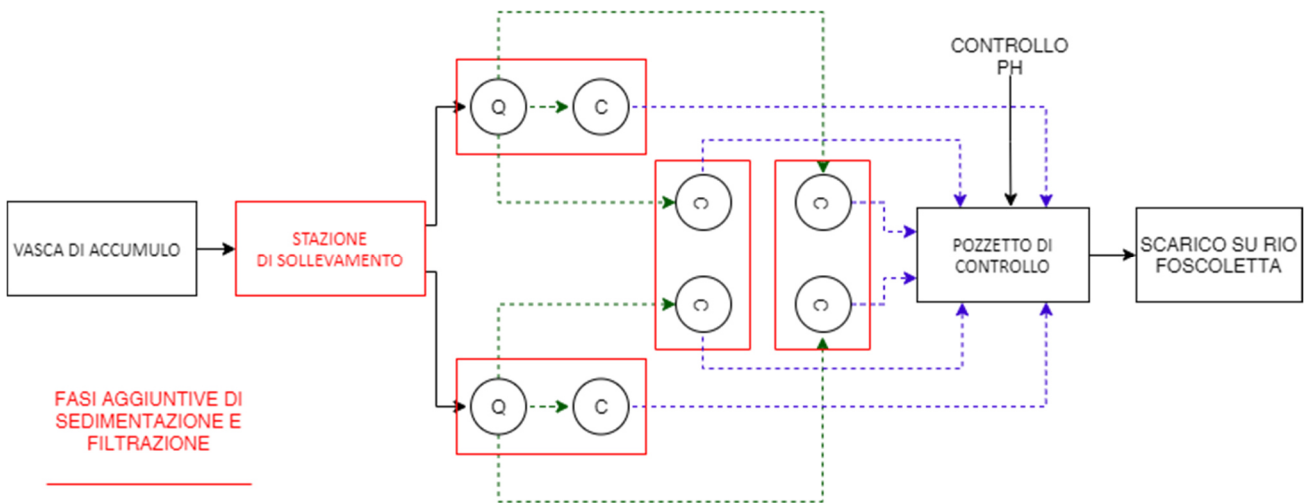 CONTROLLO
PH
Q
C
C
C
VASCA DI ACCUMULO
STAZIONE
DI SOLLEVAMENTO
POZZETTO DI
CONTROLLO
SCARICO SU RIO
FOSCOLETTA
C
C
Q
C
FASI AGGIUNTIVE DI
SEDIMENTAZIONE E
FILTRAZIONE